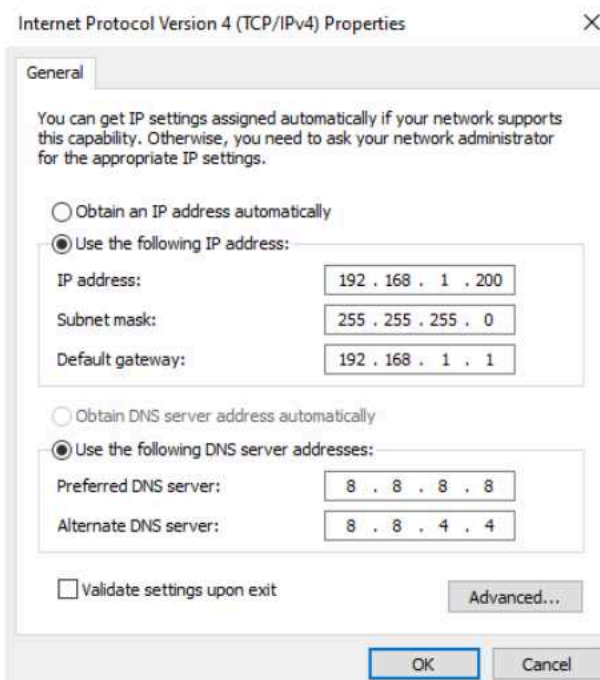 Internet Protocol Version 4 (TCP/IPv4) Properties
General
You can get IP settings assigned automatically if your network supports
this capability. Otherwise, you need to ask your network administrator
for the appropriate IP settings.
Obtain an IP address automatically
Use the following IP address:
IP address: 192 . 168 . 1 . 200
Subnet mask: 255 . 255 . 255 . 0
Default gateway: 192 . 168 . 1 . 1
Obtain DNS server address automatically
Use the following DNS server addresses:
Preferred DNS server: 8 . 8 . 8 . 8
Alternate DNS server: 8 . 8 . 4 . 4
Validate settings upon exit
Advanced...
OK Cancel